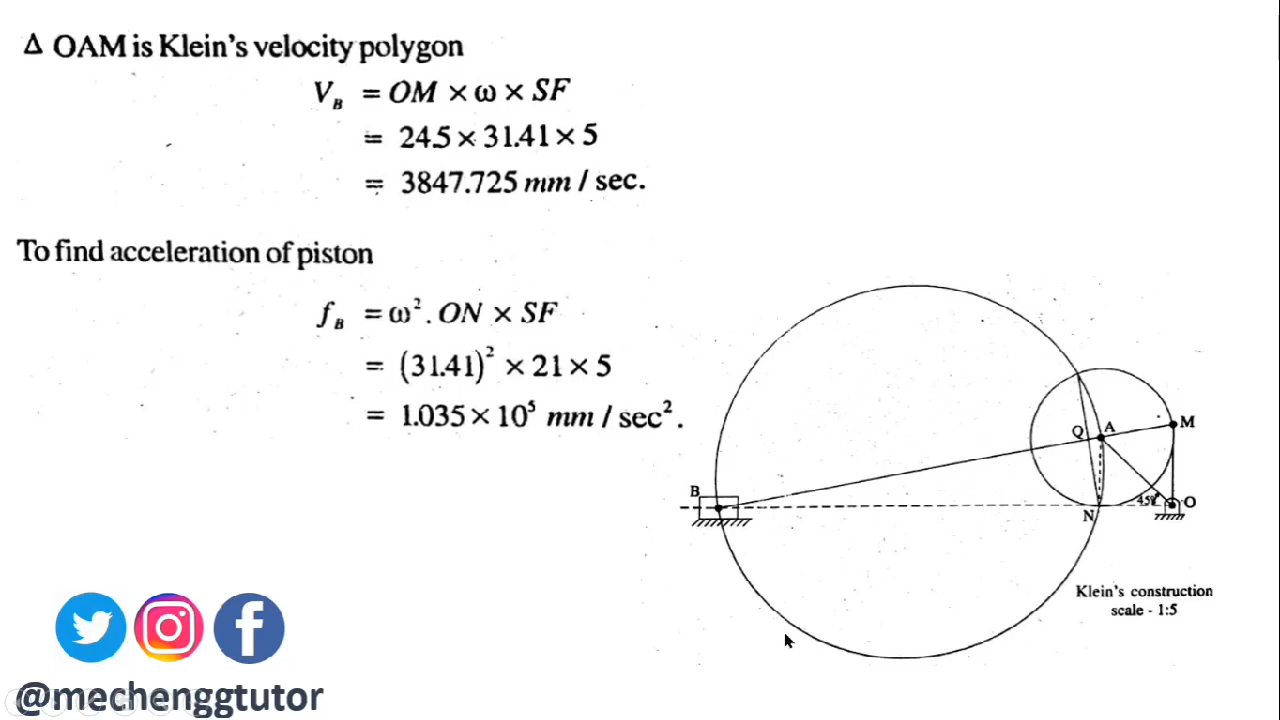 Δ OAM is Klein's velocity polygon
V_B = OM × ω × SF
= 24.5 × 31.41 × 5
= 3847.725 mm / sec.
To find acceleration of piston
f_B = ω². ON × SF
= (31.41)² × 21 × 5
= 1.035 × 10⁵ mm / sec².
Q A M
B
45° O
N
Klein's construction
scale - 1:5
@mechenggtutor